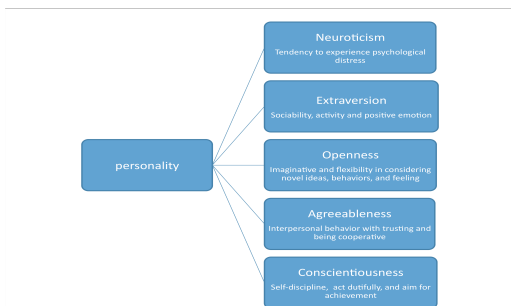 Neuroticism
Tendency to experience psychological
distress
Extraversion
Sociability, activity and positive emotion
personality
Openness
Imaginative and flexibility in considering
novel ideas, behaviors, and feeling
Agreeableness
Interpersonal behavior with trusting and
being cooperative
Conscientiousness
Self-discipline, act dutifully, and aim for
achievement